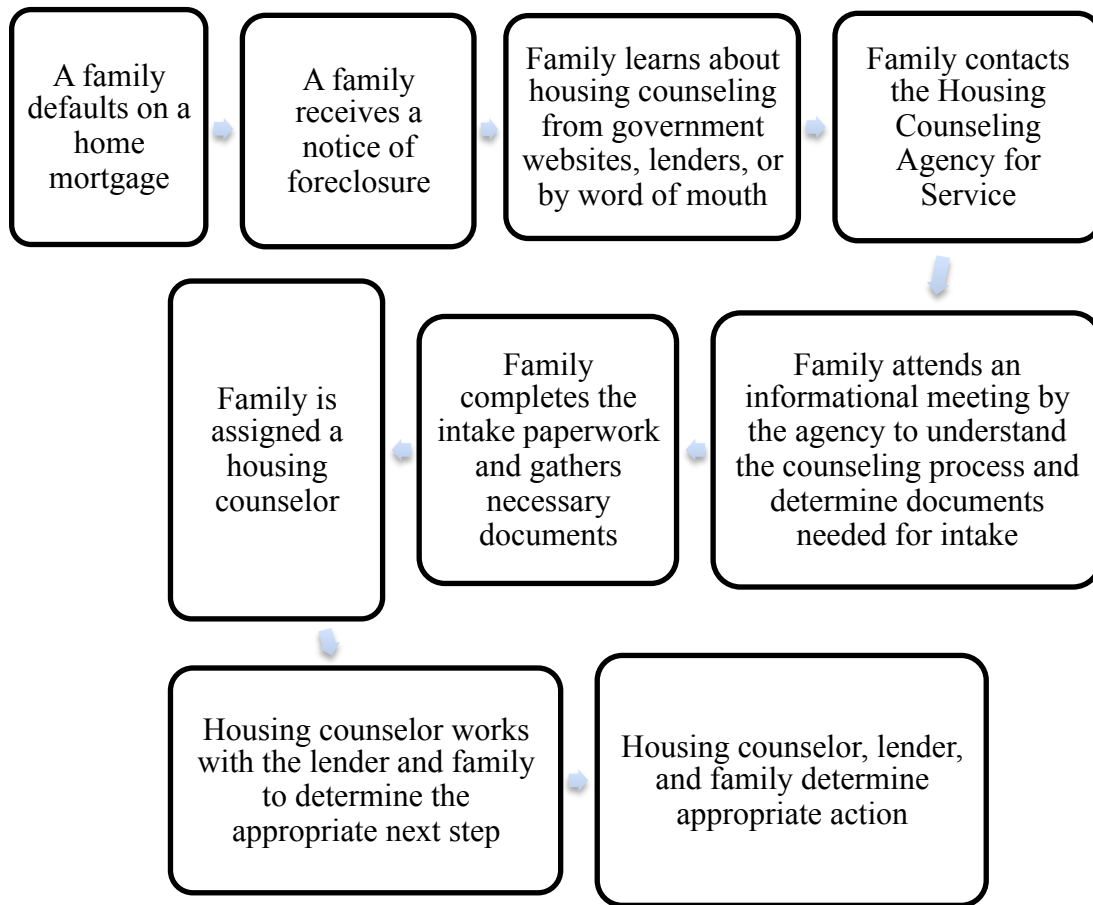 A family
defaults on a
home
mortgage
A family
receives a
notice of
foreclosure
Family learns about
housing counseling
from government
websites, lenders, or
by word of mouth
Family contacts
the Housing
Counseling
Agency for
Service
Family attends an
informational meeting by
the agency to understand
the counseling process and
determine documents
needed for intake
Family
completes the
intake paperwork
and gathers
necessary
documents
Family is
assigned a
housing
counselor
Housing counselor works
with the lender and family
to determine the
appropriate next step
Housing counselor, lender,
and family determine
appropriate action